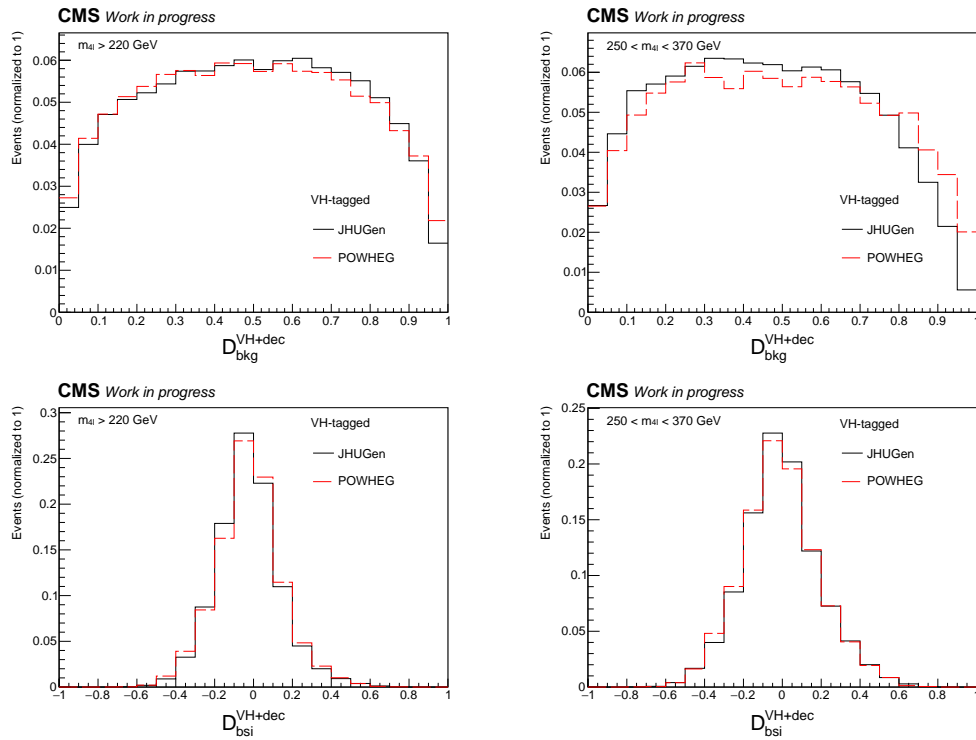 CMS Work in progress
m4l > 220 GeV
Events (normalized to 1)
0.06
0.05
0.04
0.03
0.02
0.01
0
VH-tagged
JHUGen
POWHEG
0 0.1 0.2 0.3 0.4 0.5 0.6 0.7 0.8 0.9 1
D VH+dec bkg
CMS Work in progress
250 < m4l < 370 GeV
Events (normalized to 1)
0.06
0.05
0.04
0.03
0.02
0.01
0
VH-tagged
JHUGen
POWHEG
0 0.1 0.2 0.3 0.4 0.5 0.6 0.7 0.8 0.9 1
D VH+dec bkg
CMS Work in progress
m4l > 220 GeV
Events (normalized to 1)
0.3
0.25
0.2
0.15
0.1
0.05
0
VH-tagged
JHUGen
POWHEG
−1 −0.8 −0.6 −0.4 −0.2 0 0.2 0.4 0.6 0.8 1
D VH+dec bsi
CMS Work in progress
250 < m4l < 370 GeV
Events (normalized to 1)
0.25
0.2
0.15
0.1
0.05
0
VH-tagged
JHUGen
POWHEG
−1 −0.8 −0.6 −0.4 −0.2 0 0.2 0.4 0.6 0.8 1
D VH+dec bsi